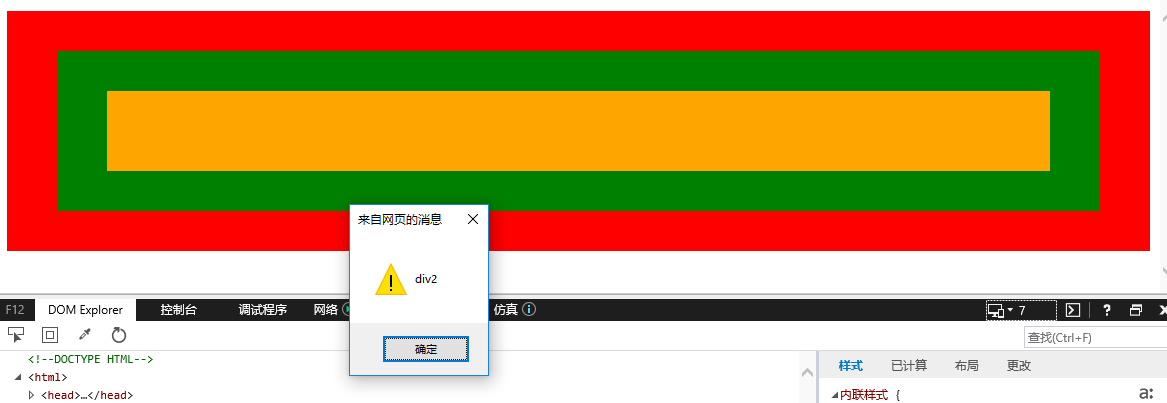 来自网页的消息
div2
确定
F12 DOM Explorer 控制台 调试程序 网络 仿真 7 ?
查找(Ctrl+F)
<!--DOCTYPE HTML-->
<html>
<head>…</head>
样式 已计算 布局 更改
内联样式 { a: